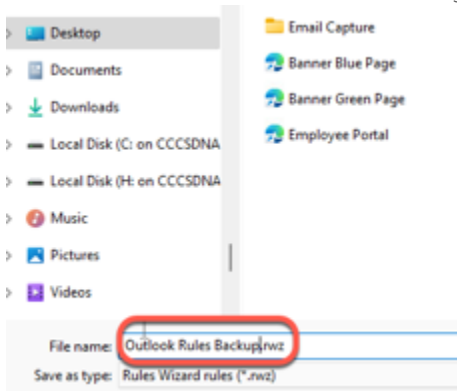 Desktop
Documents
Downloads
Local Disk (C: on CCCSDNA
Local Disk (H: on CCCSDNA
Music
Pictures
Videos
Email Capture
Banner Blue Page
Banner Green Page
Employee Portal
File name: Outlook Rules Backup.rwz
Save as type: Rules Wizard rules (*.rwz)